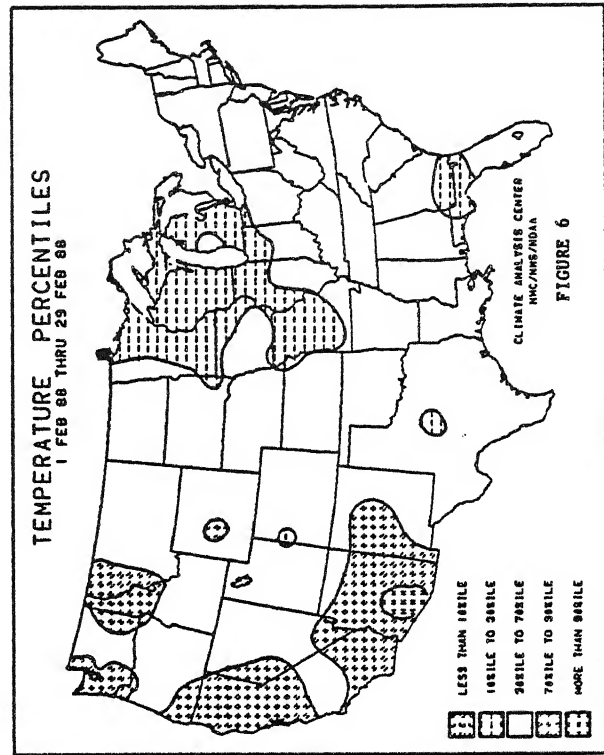 TEMPERATURE PERCENTILES
1 FEB 88 THRU 29 FEB 88
LESS THAN 10%ILE
10%ILE TO 30%ILE
30%ILE TO 70%ILE
70%ILE TO 90%ILE
MORE THAN 90%ILE
CLIMATE ANALYSIS CENTER
NMC/NWS/NOAA
FIGURE 6